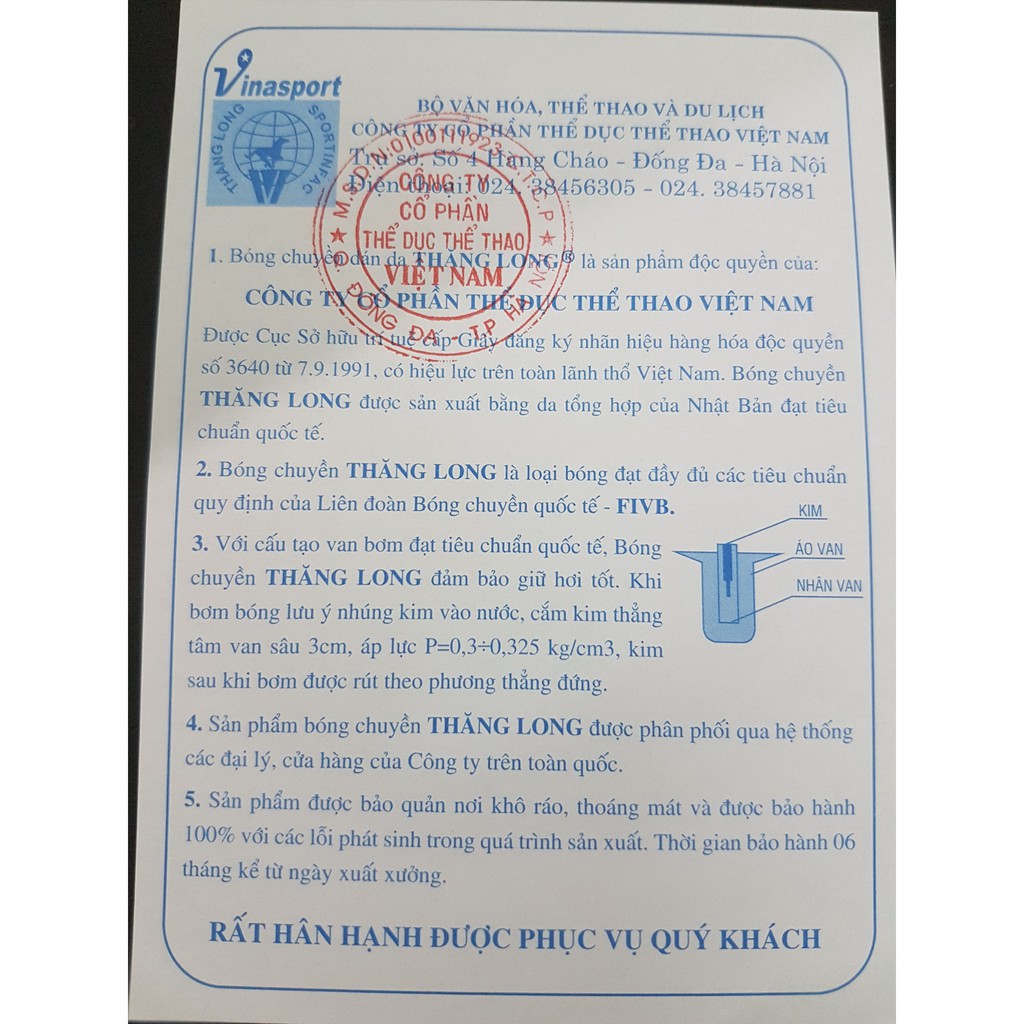 Vinasport
THANG LONG SPORTINFAC
BỘ VĂN HÓA, THỂ THAO VÀ DU LỊCH
CÔNG TY CỔ PHẦN THỂ DỤC THỂ THAO VIỆT NAM
Trụ sở: Số 4 Hàng Cháo - Đống Đa - Hà Nội
Điện thoại: 024. 38456305 - 024. 38457881
M.S.D.N:0100111923 - C.T.C.P
CÔNG TY
CỔ PHẦN
THỂ DỤC THỂ THAO
VIỆT NAM
Q. ĐỐNG ĐA - T.P HÀ NỘI
1. Bóng chuyền dán da THĂNG LONG® là sản phẩm độc quyền của:
CÔNG TY CỔ PHẦN THỂ DỤC THỂ THAO VIỆT NAM
Được Cục Sở hữu trí tuệ cấp Giấy đăng ký nhãn hiệu hàng hóa độc quyền
số 3640 từ 7.9.1991, có hiệu lực trên toàn lãnh thổ Việt Nam. Bóng chuyền
THĂNG LONG được sản xuất bằng da tổng hợp của Nhật Bản đạt tiêu
chuẩn quốc tế.
2. Bóng chuyền THĂNG LONG là loại bóng đạt đầy đủ các tiêu chuẩn
quy định của Liên đoàn Bóng chuyền quốc tế - FIVB.
3. Với cấu tạo van bơm đạt tiêu chuẩn quốc tế, Bóng
chuyền THĂNG LONG đảm bảo giữ hơi tốt. Khi
bơm bóng lưu ý nhúng kim vào nước, cắm kim thẳng
tâm van sâu 3cm, áp lực P=0,3÷0,325 kg/cm3, kim
sau khi bơm được rút theo phương thẳng đứng.
KIM
ÁO VAN
NHÂN VAN
4. Sản phẩm bóng chuyền THĂNG LONG được phân phối qua hệ thống
các đại lý, cửa hàng của Công ty trên toàn quốc.
5. Sản phẩm được bảo quản nơi khô ráo, thoáng mát và được bảo hành
100% với các lỗi phát sinh trong quá trình sản xuất. Thời gian bảo hành 06
tháng kể từ ngày xuất xưởng.
RẤT HÂN HẠNH ĐƯỢC PHỤC VỤ QUÝ KHÁCH